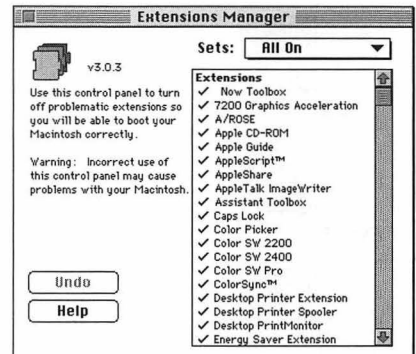 Extensions Manager
v3.0.3
Use this control panel to turn
off problematic extensions so
you will be able to boot your
Macintosh correctly.
Warning: Incorrect use of
this control panel may cause
problems with your Macintosh.
Undo
Help
Sets: All On
Extensions
✓ Now Toolbox
✓ 7200 Graphics Acceleration
✓ A/ROSE
✓ Apple CD-ROM
✓ Apple Guide
✓ AppleScript™
✓ AppleShare
✓ AppleTalk ImageWriter
✓ Assistant Toolbox
✓ Caps Lock
✓ Color Picker
✓ Color SW 2200
✓ Color SW 2400
✓ Color SW Pro
✓ ColorSync™
✓ Desktop Printer Extension
✓ Desktop Printer Spooler
✓ Desktop PrintMonitor
✓ Energy Saver Extension